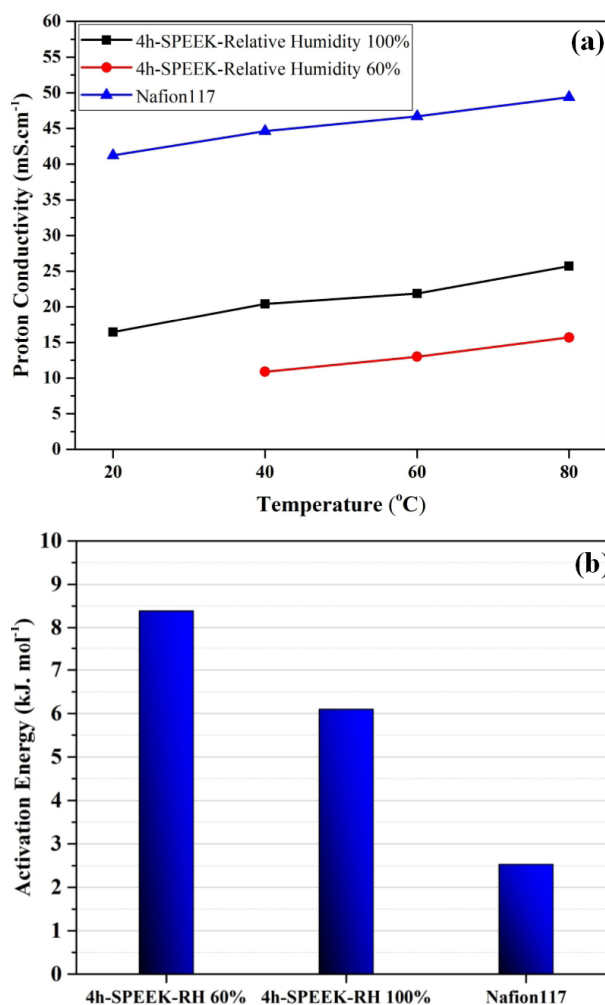 60
55
50
45
40
35
30
25
20
15
10
5
0
Proton Conductivity (mS.cm⁻¹)
4h-SPEEK-Relative Humidity 100%
4h-SPEEK-Relative Humidity 60%
Nafion117
(a)
20 40 60 80
Temperature (°C)
10
9
8
7
6
5
4
3
2
1
0
Activation Energy (kJ. mol⁻¹)
(b)
4h-SPEEK-RH 60% 4h-SPEEK-RH 100% Nafion117